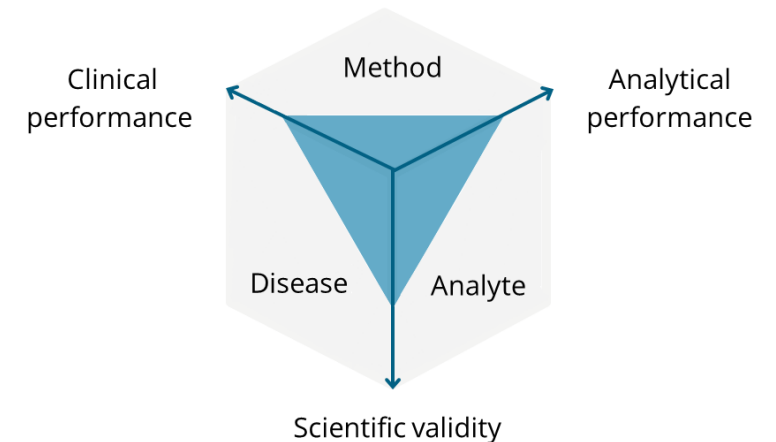 Method
Clinical
performance
Analytical
performance
Disease
Analyte
Scientific validity